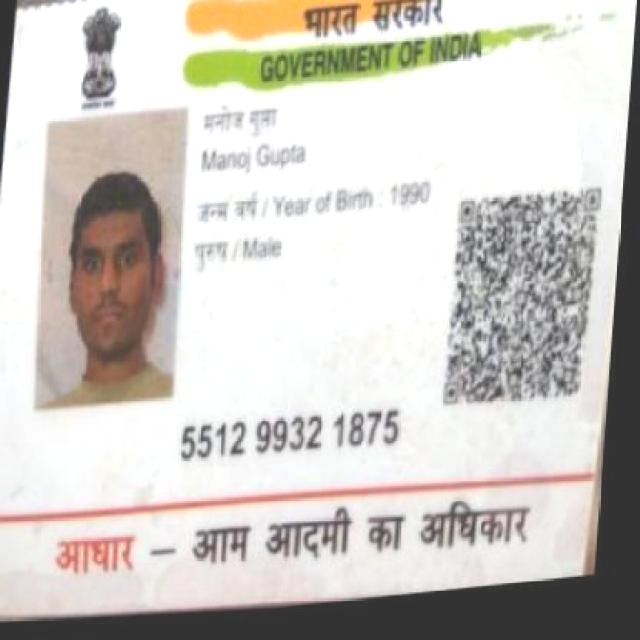 भारत सरकार
GOVERNMENT OF INDIA
मनोज गुप्ता
Manoj Gupta
जन्म वर्ष / Year of Birth : 1990
पुरुष / Male
5512 9932 1875
आधार – आम आदमी का अधिकार